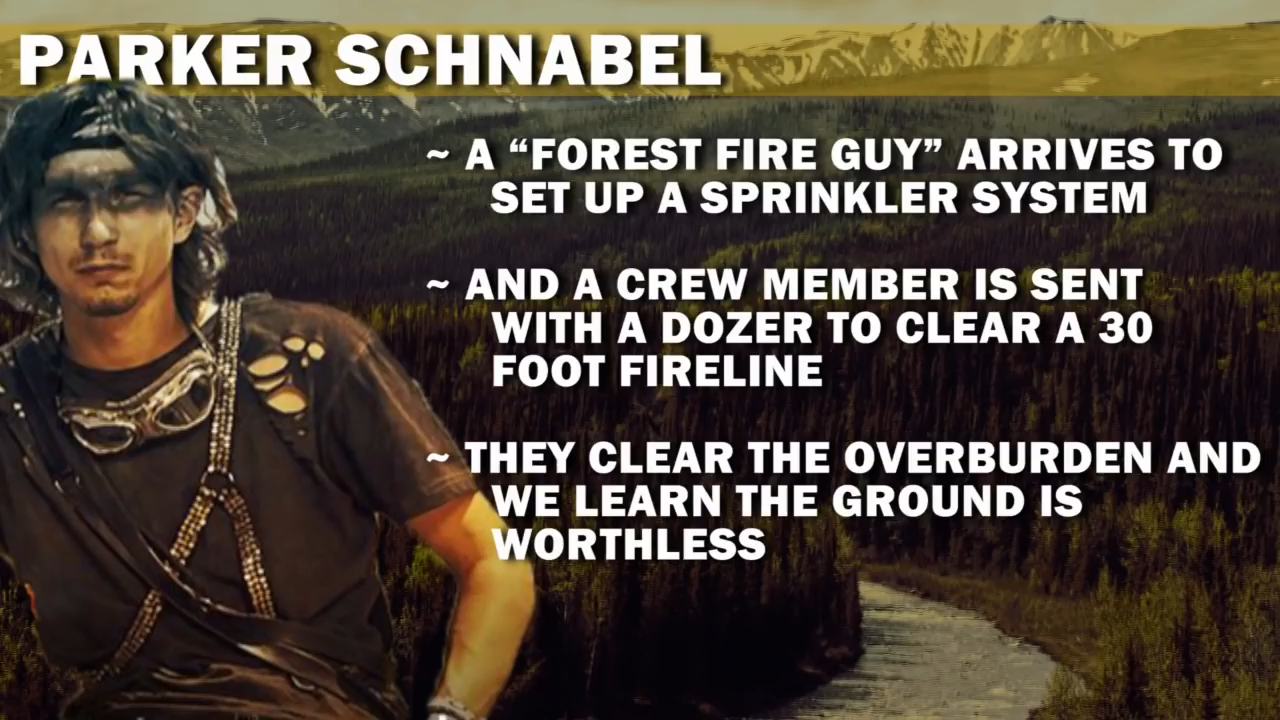 PARKER SCHNABEL
~ A “FOREST FIRE GUY” ARRIVES TO
SET UP A SPRINKLER SYSTEM
~ AND A CREW MEMBER IS SENT
WITH A DOZER TO CLEAR A 30
FOOT FIRELINE
~ THEY CLEAR THE OVERBURDEN AND
WE LEARN THE GROUND IS
WORTHLESS